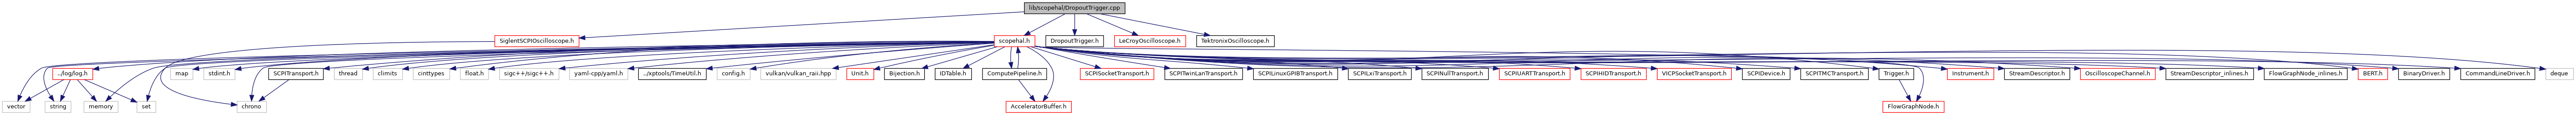 lib/scopehal/DropoutTrigger.cpp
SiglentSCPIOscilloscope.h
scopehal.h
DropoutTrigger.h
LeCroyOscilloscope.h
TektronixOscilloscope.h
../log/log.h
map
stdint.h
SCPITransport.h
thread
climits
cinttypes
float.h
sigc++/sigc++.h
yaml-cpp/yaml.h
../xptools/TimeUtil.h
config.h
vulkan/vulkan_raii.hpp
Unit.h
Bijection.h
IDTable.h
ComputePipeline.h
SCPISocketTransport.h
SCPITwinLanTransport.h
SCPILinuxGPIBTransport.h
SCPILxiTransport.h
SCPINullTransport.h
SCPIUARTTransport.h
SCPIHIDTransport.h
VICPSocketTransport.h
SCPIDevice.h
SCPITMCTransport.h
Trigger.h
Instrument.h
StreamDescriptor.h
OscilloscopeChannel.h
StreamDescriptor_inlines.h
FlowGraphNode_inlines.h
BERT.h
BinaryDriver.h
CommandLineDriver.h
deque
vector
string
memory
set
chrono
AcceleratorBuffer.h
FlowGraphNode.h